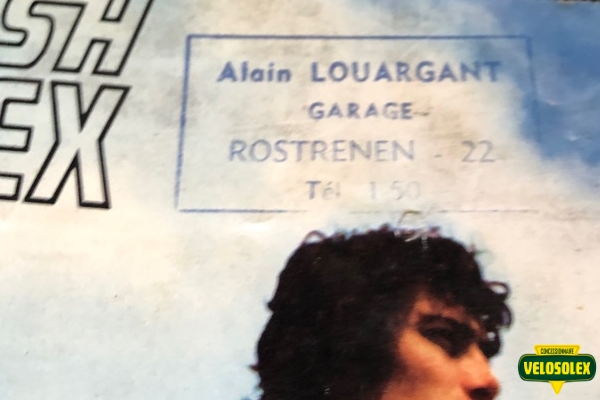 SH
EX
Alain LOUARGANT
GARAGE
ROSTRENEN - 22
Tél 1.50
CONCESSIONNAIRE
VELOSOLEX